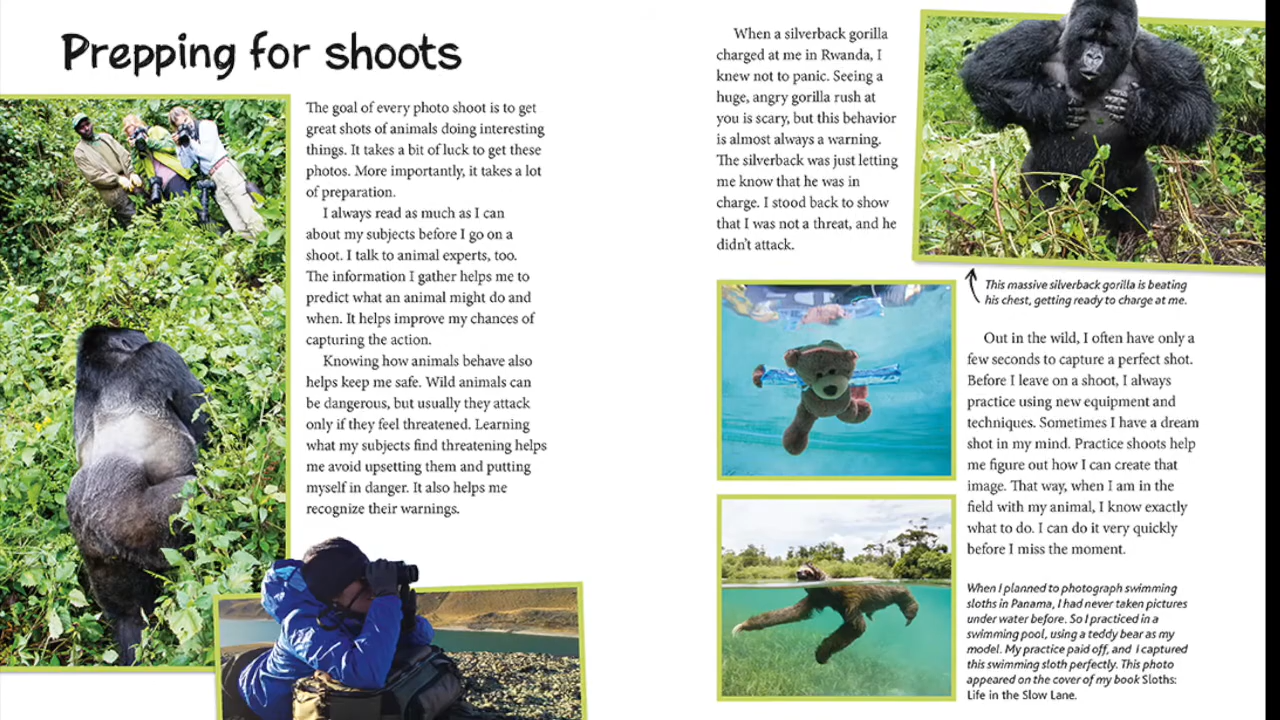 Prepping for shoots
The goal of every photo shoot is to get
great shots of animals doing interesting
things. It takes a bit of luck to get these
photos. More importantly, it takes a lot
of preparation.
I always read as much as I can
about my subjects before I go on a
shoot. I talk to animal experts, too.
The information I gather helps me to
predict what an animal might do and
when. It helps improve my chances of
capturing the action.
Knowing how animals behave also
helps keep me safe. Wild animals can
be dangerous, but usually they attack
only if they feel threatened. Learning
what my subjects find threatening helps
me avoid upsetting them and putting
myself in danger. It also helps me
recognize their warnings.
When a silverback gorilla
charged at me in Rwanda, I
knew not to panic. Seeing a
huge, angry gorilla rush at
you is scary, but this behavior
is almost always a warning.
The silverback was just letting
me know that he was in
charge. I stood back to show
that I was not a threat, and he
didn't attack.
This massive silverback gorilla is beating
his chest, getting ready to charge at me.
Out in the wild, I often have only a
few seconds to capture a perfect shot.
Before I leave on a shoot, I always
practice using new equipment and
techniques. Sometimes I have a dream
shot in my mind. Practice shoots help
me figure out how I can create that
image. That way, when I am in the
field with my animal, I know exactly
what to do. I can do it very quickly
before I miss the moment.
When I planned to photograph swimming
sloths in Panama, I had never taken pictures
under water before. So I practiced in a
swimming pool, using a teddy bear as my
model. My practice paid off, and I captured
this swimming sloth perfectly. This photo
appeared on the cover of my book Sloths:
Life in the Slow Lane.